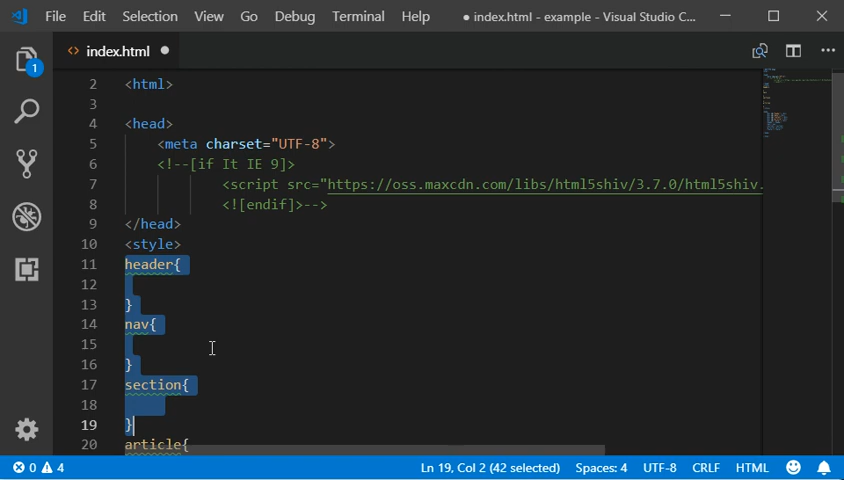 File Edit Selection View Go Debug Terminal Help ● index.html - example - Visual Studio C...
<> index.html ●
1
2 <html>
3
4 <head>
5 <meta charset="UTF-8">
6 <!--[if It IE 9]>
7 <script src="https://oss.maxcdn.com/libs/html5shiv/3.7.0/html5shiv.
8 <![endif]>-->
9 </head>
10 <style>
11 header{
12
13 }
14 nav{
15
16 }
17 section{
18
19 }
20 article{
0 4 Ln 19, Col 2 (42 selected) Spaces: 4 UTF-8 CRLF HTML